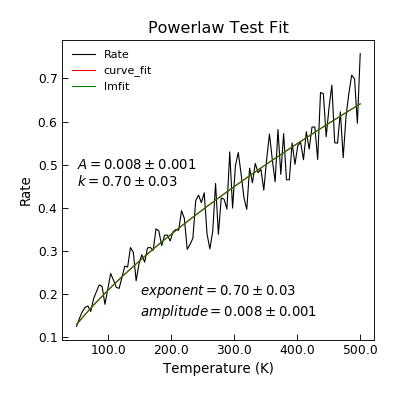 Powerlaw Test Fit
Rate
curve_fit
lmfit
A = 0.008 ± 0.001
k = 0.70 ± 0.03
exponent = 0.70 ± 0.03
amplitude = 0.008 ± 0.001
0.7
0.6
0.5
0.4
0.3
0.2
0.1
Rate
100.0 200.0 300.0 400.0 500.0
Temperature (K)